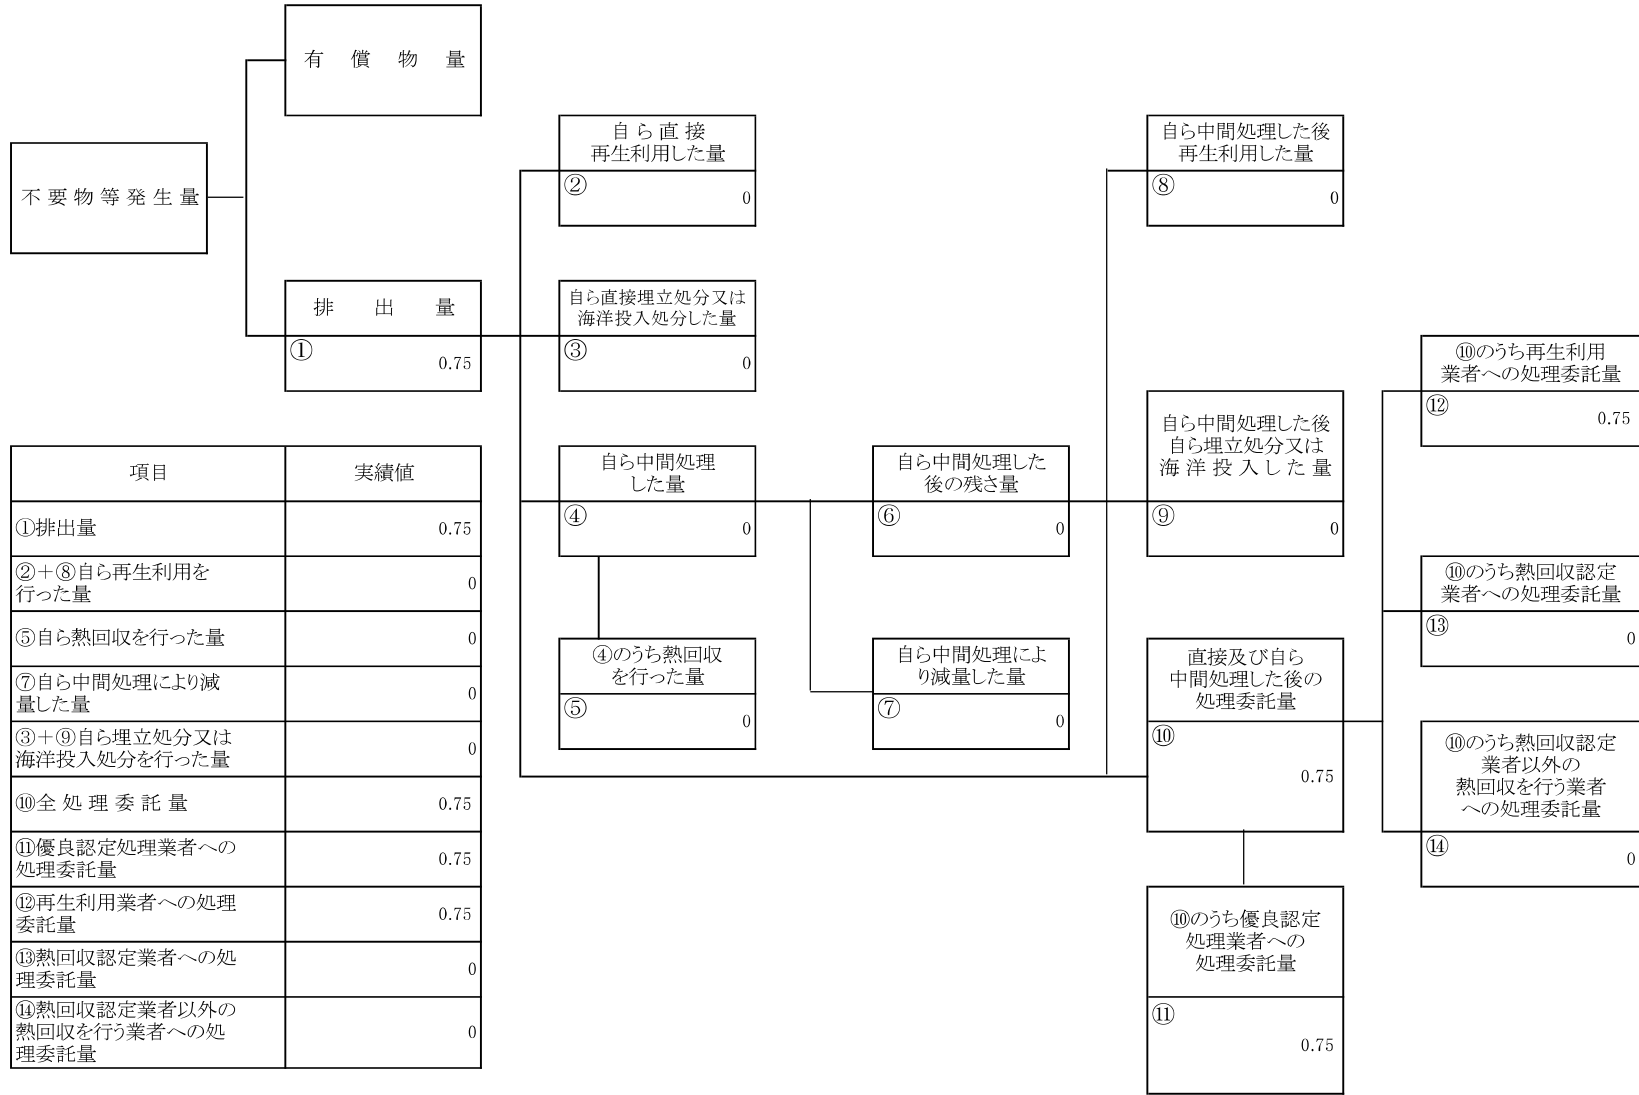 有償物量
不要物等発生量
排出量
①
0.75
自ら直接
再生利用した量
②
0
自ら直接埋立処分又は
海洋投入処分した量
③
0
自ら中間処理
した量
④
0
④のうち熱回収
を行った量
⑤
0
自ら中間処理した
後の残さ量
⑥
0
自ら中間処理によ
り減量した量
⑦
0
自ら中間処理した後
再生利用した量
⑧
0
自ら中間処理した後
自ら埋立処分又は
海洋投入した量
⑨
0
直接及び自ら
中間処理した後の
処理委託量
⑩
0.75
⑩のうち優良認定
処理業者への
処理委託量
⑪
0.75
⑩のうち再生利用
業者への処理委託量
⑫
0.75
⑩のうち熱回収認定
業者への処理委託量
⑬
0
⑩のうち熱回収認定
業者以外の
熱回収を行う業者
への処理委託量
⑭
0
項目 実績値
①排出量 0.75
②＋⑧自ら再生利用を
行った量 0
⑤自ら熱回収を行った量 0
⑦自ら中間処理により減
量した量 0
③＋⑨自ら埋立処分又は
海洋投入処分を行った量 0
⑩全処理委託量 0.75
⑪優良認定処理業者への
処理委託量 0.75
⑫再生利用業者への処理
委託量 0.75
⑬熱回収認定業者への処
理委託量 0
⑭熱回収認定業者以外の
熱回収を行う業者への処
理委託量 0